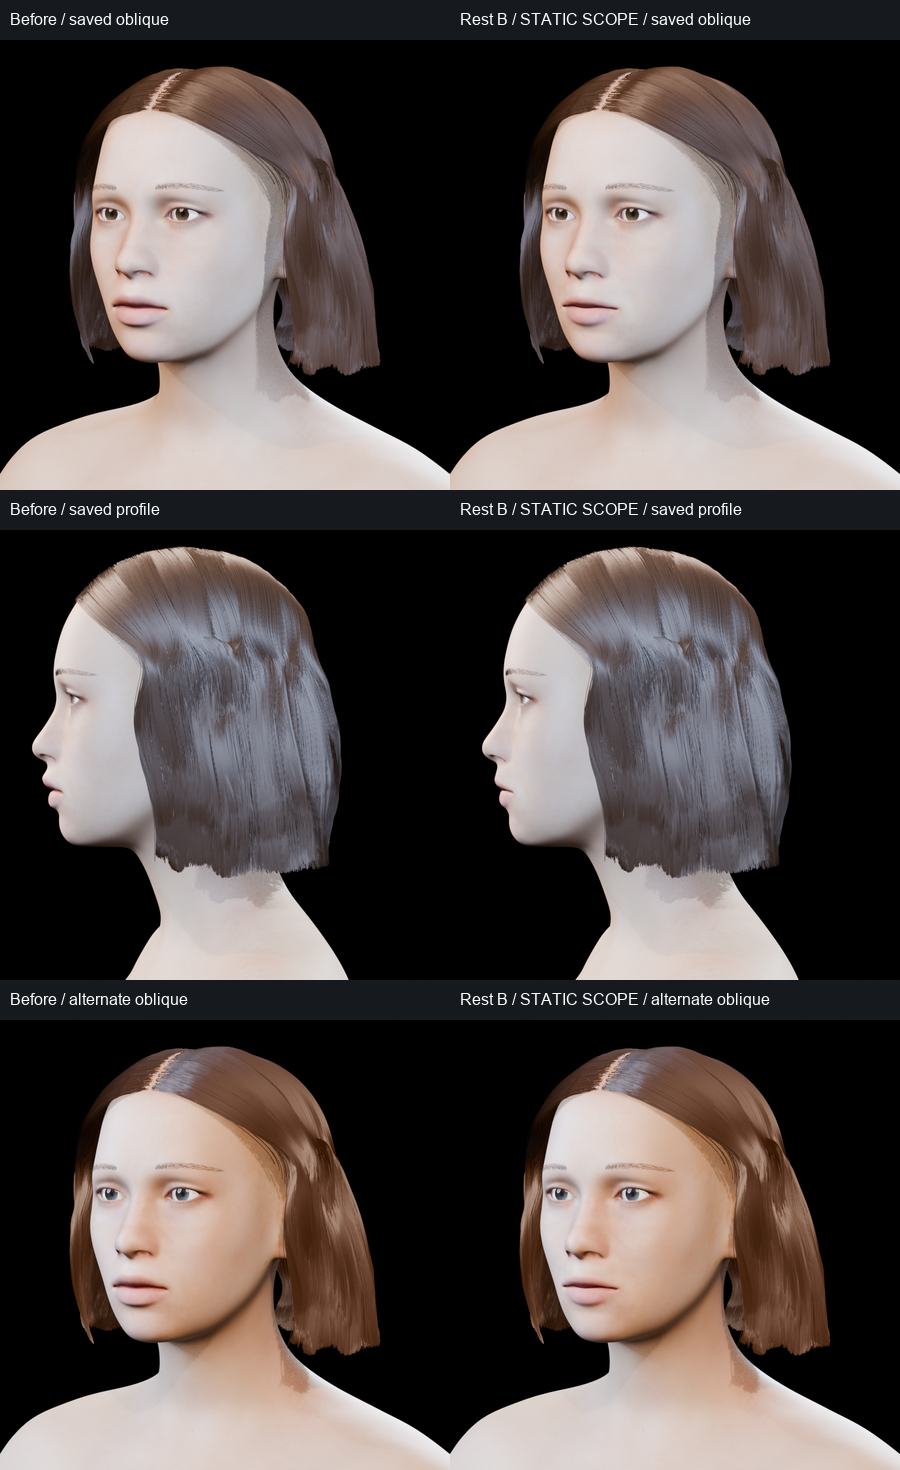 Before / saved oblique
Rest B / STATIC SCOPE / saved oblique
Before / saved profile
Rest B / STATIC SCOPE / saved profile
Before / alternate oblique
Rest B / STATIC SCOPE / alternate oblique